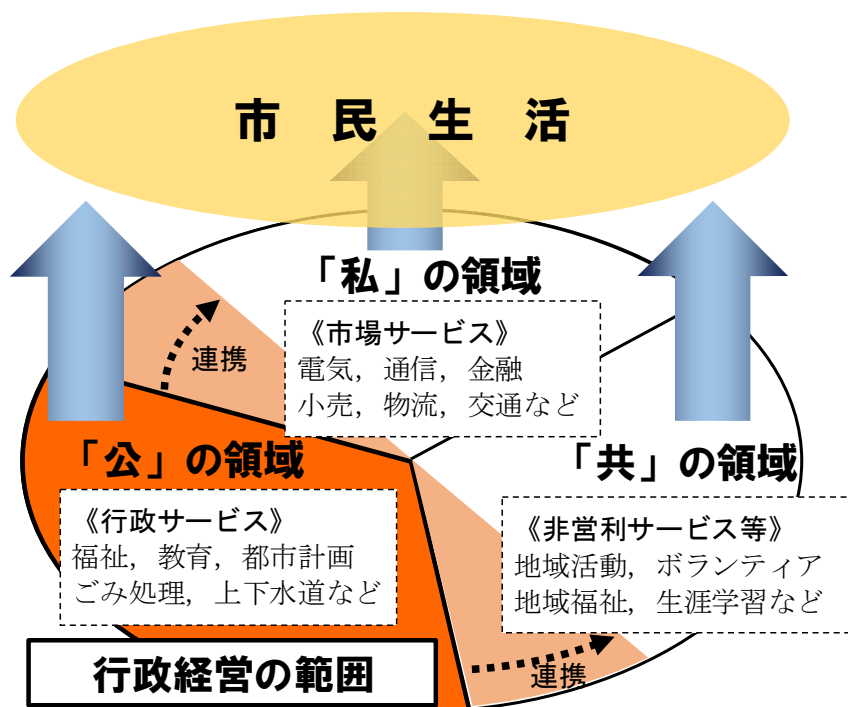 市　民　生　活
「私」の領域
《市場サービス》
電気，通信，金融
小売，物流，交通など
連携
「公」の領域
《行政サービス》
福祉，教育，都市計画
ごみ処理，上下水道など
「共」の領域
《非営利サービス等》
地域活動，ボランティア
地域福祉，生涯学習など
連携
行政経営の範囲